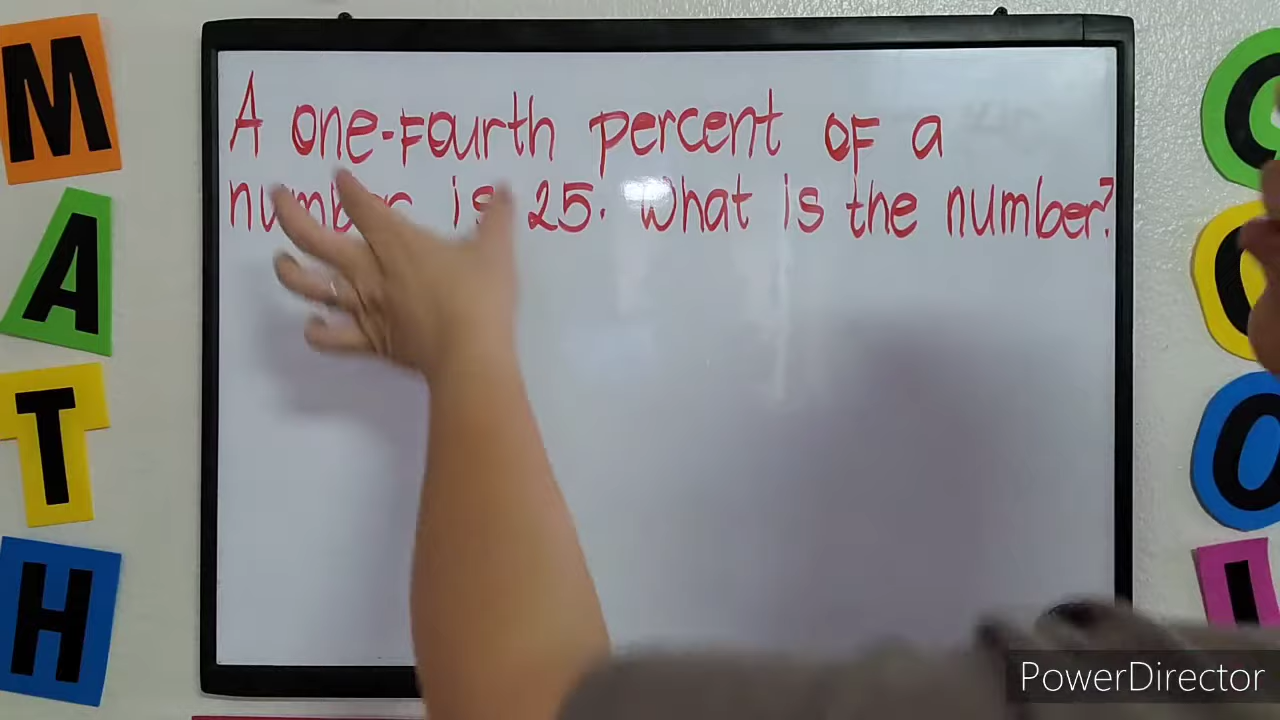 A one-fourth percent of a
number is 25. What is the number?
M
A
T
H
PowerDirector